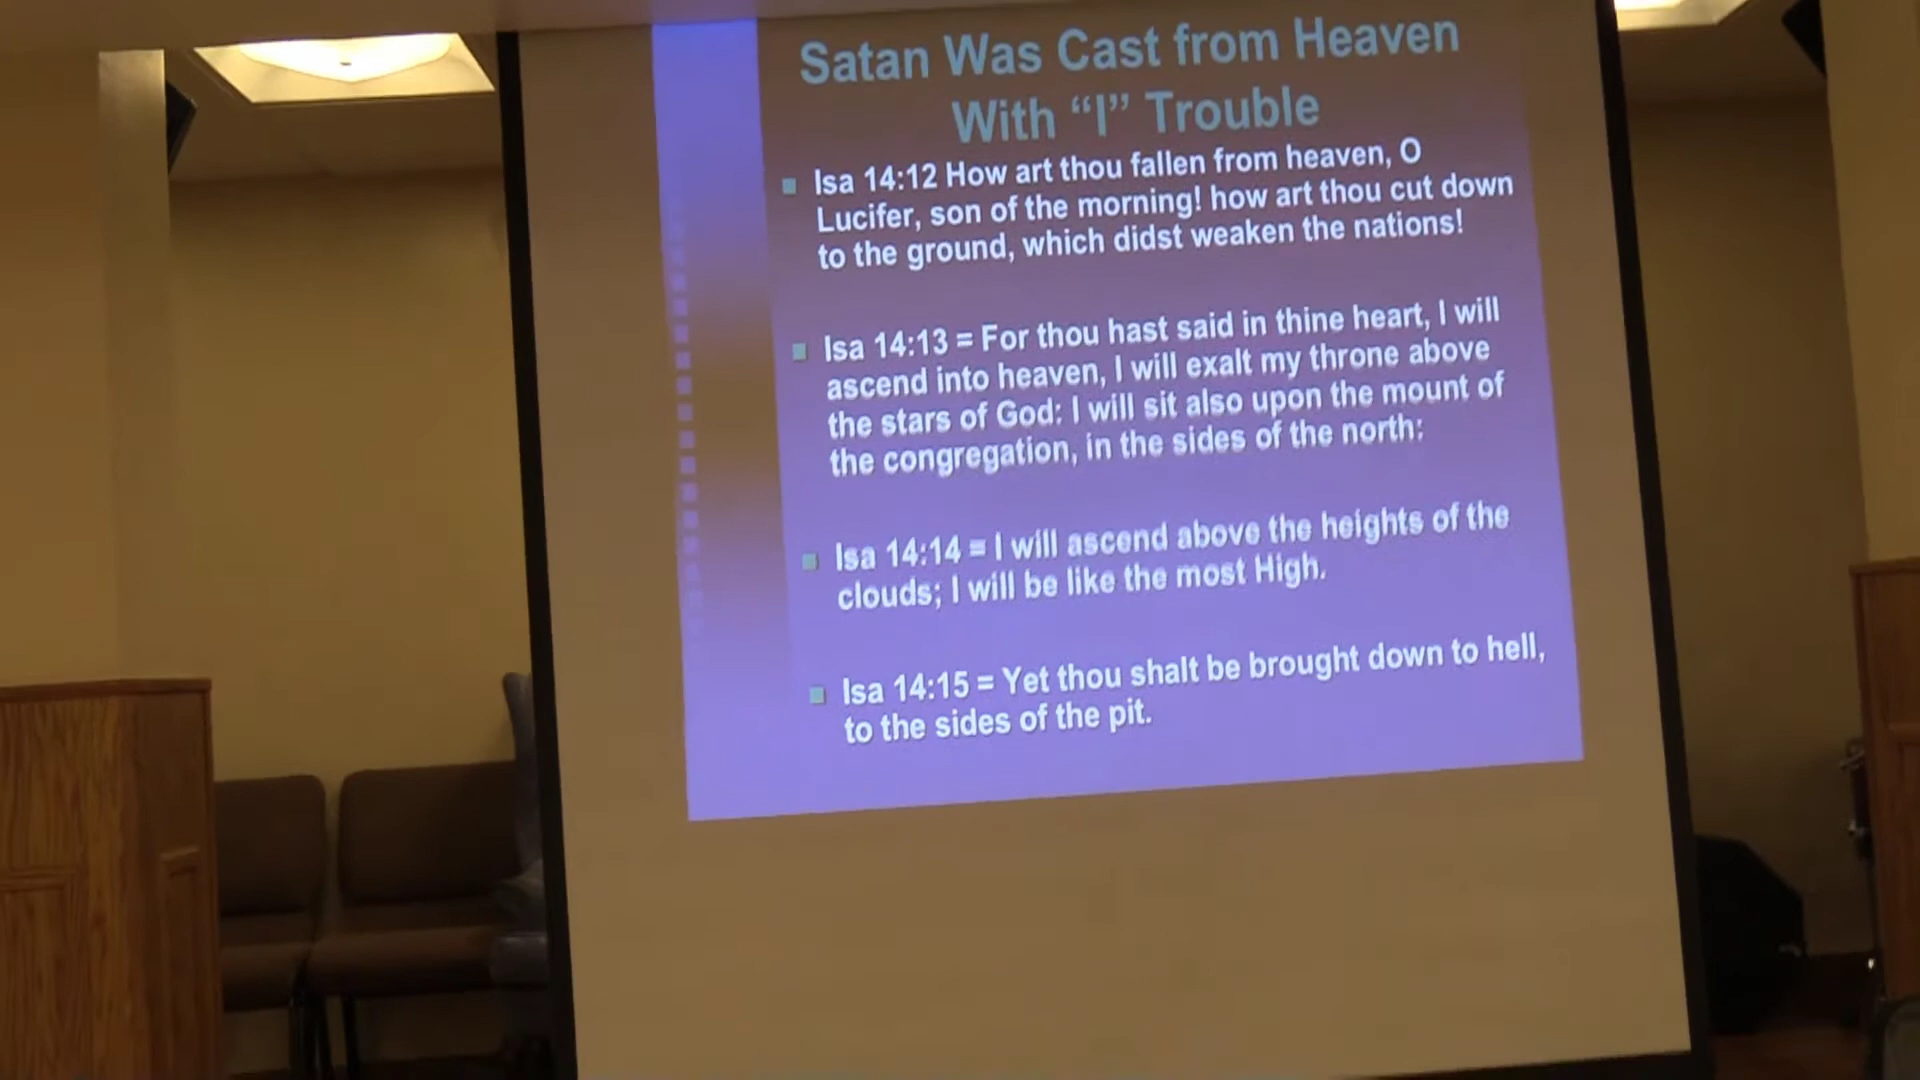 Satan Was Cast from Heaven
With “I” Trouble
Isa 14:12 How art thou fallen from heaven, O
Lucifer, son of the morning! how art thou cut down
to the ground, which didst weaken the nations!
Isa 14:13 = For thou hast said in thine heart, I will
ascend into heaven, I will exalt my throne above
the stars of God: I will sit also upon the mount of
the congregation, in the sides of the north:
Isa 14:14 = I will ascend above the heights of the
clouds; I will be like the most High.
Isa 14:15 = Yet thou shalt be brought down to hell,
to the sides of the pit.